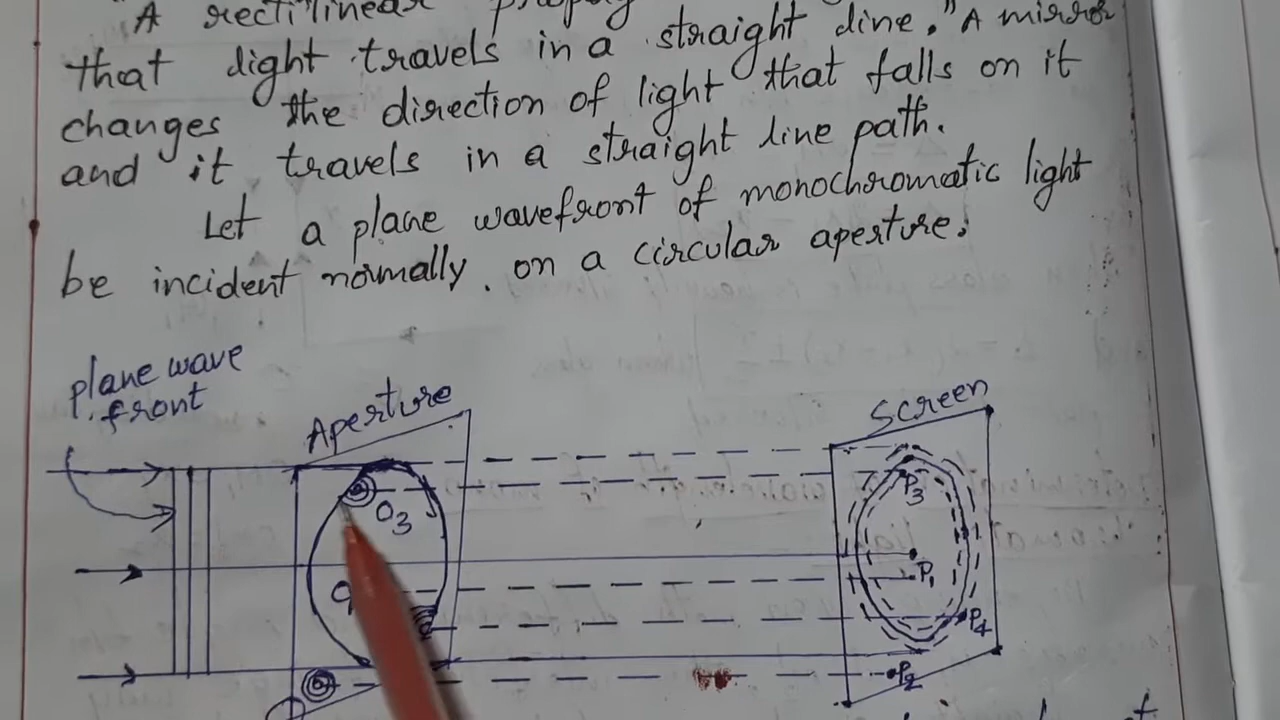 "A rectilinear
that light travels in a straight line." A mirror
changes the direction of light that falls on it
and it travels in a straight line path.
Let a plane wavefront of monochromatic light
be incident normally on a circular aperture.
plane wave
front
Aperture
Screen
O3
P3
P1
P4
P2